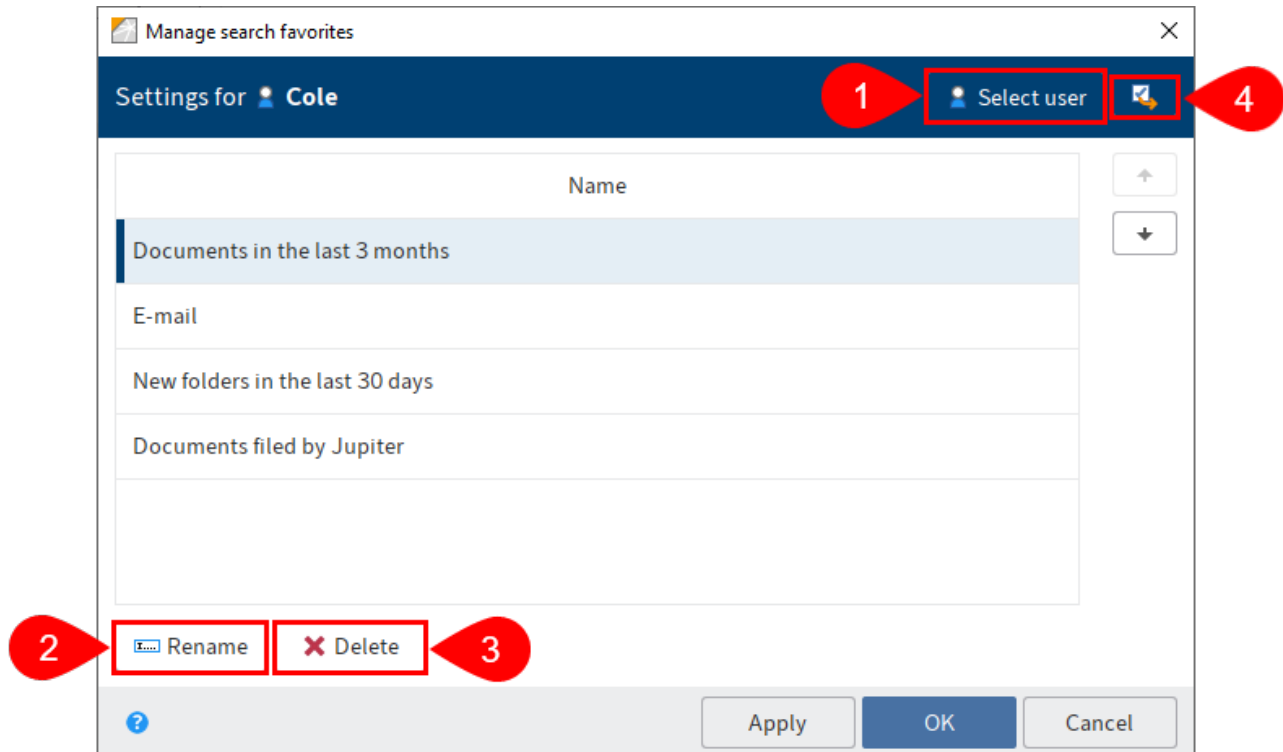 Manage search favorites
Settings for Cole
1
Select user
4
Name
Documents in the last 3 months
E-mail
New folders in the last 30 days
Documents filed by Jupiter
2
Rename
Delete
3
?
Apply
OK
Cancel